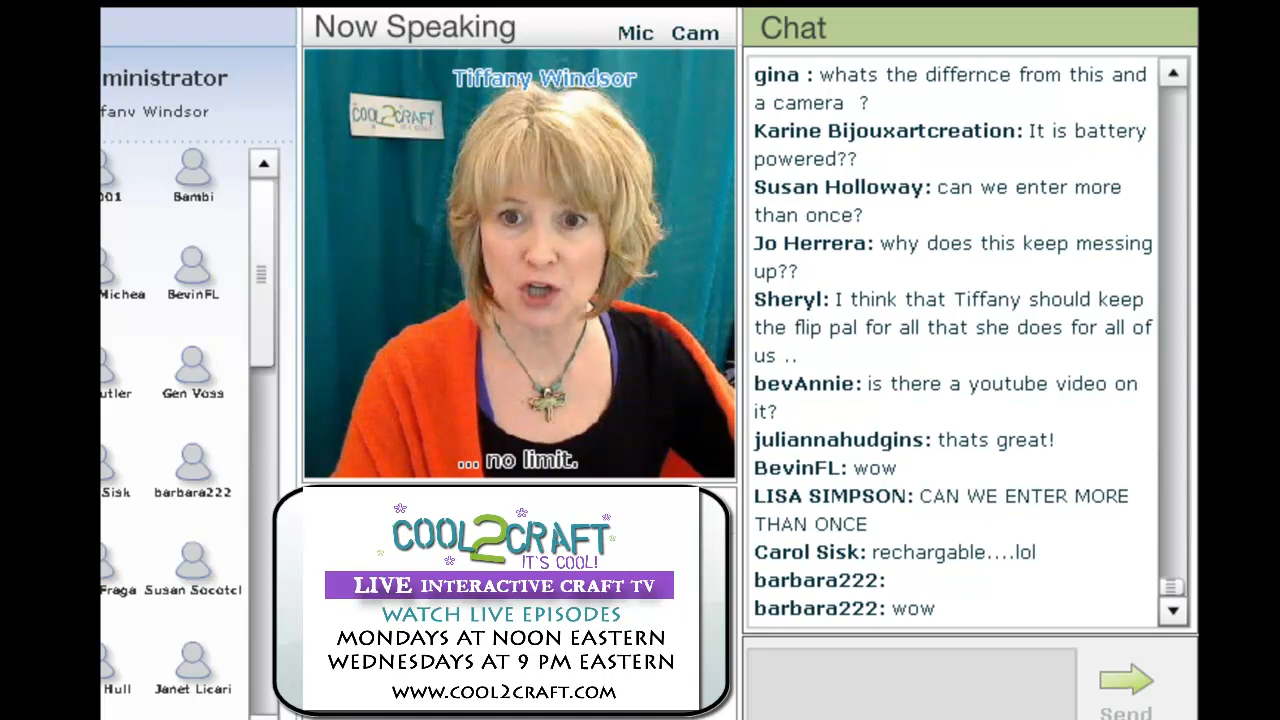 ministrator
fany Windsor
001
Bambi
Michea
BevinFL
utler
Gen Voss
Sisk
barbara222
Fraga
Susan Socotcl
Hull
Janet Licari
Now Speaking
Mic Cam
Tiffany Windsor
COOL2CRAFT
... no limit.
COOL2CRAFT
IT'S COOL!
LIVE INTERACTIVE CRAFT TV
WATCH LIVE EPISODES
MONDAYS AT NOON EASTERN
WEDNESDAYS AT 9 PM EASTERN
WWW.COOL2CRAFT.COM
Chat
gina : whats the differnce from this and
a camera ?
Karine Bijouxartcreation: It is battery
powered??
Susan Holloway: can we enter more
than once?
Jo Herrera: why does this keep messing
up??
Sheryl: I think that Tiffany should keep
the flip pal for all that she does for all of
us ..
bevAnnie: is there a youtube video on
it?
juliannahudgins: thats great!
BevinFL: wow
LISA SIMPSON: CAN WE ENTER MORE
THAN ONCE
Carol Sisk: rechargable....lol
barbara222:
barbara222: wow
Send